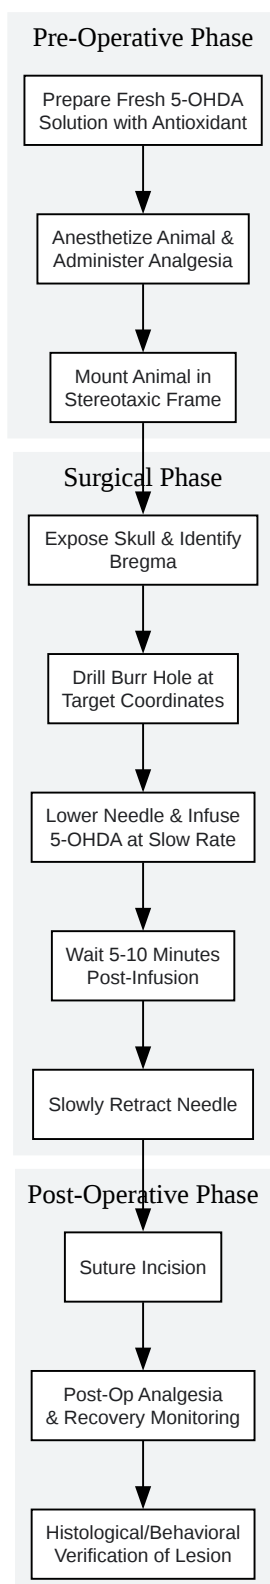 Pre-Operative Phase
Prepare Fresh 5-OHDA
Solution with Antioxidant
Anesthetize Animal &
Administer Analgesia
Mount Animal in
Stereotaxic Frame
Surgical Phase
Expose Skull & Identify
Bregma
Drill Burr Hole at
Target Coordinates
Lower Needle & Infuse
5-OHDA at Slow Rate
Wait 5-10 Minutes
Post-Infusion
Slowly Retract Needle
Post-Operative Phase
Suture Incision
Post-Op Analgesia
& Recovery Monitoring
Histological/Behavioral
Verification of Lesion